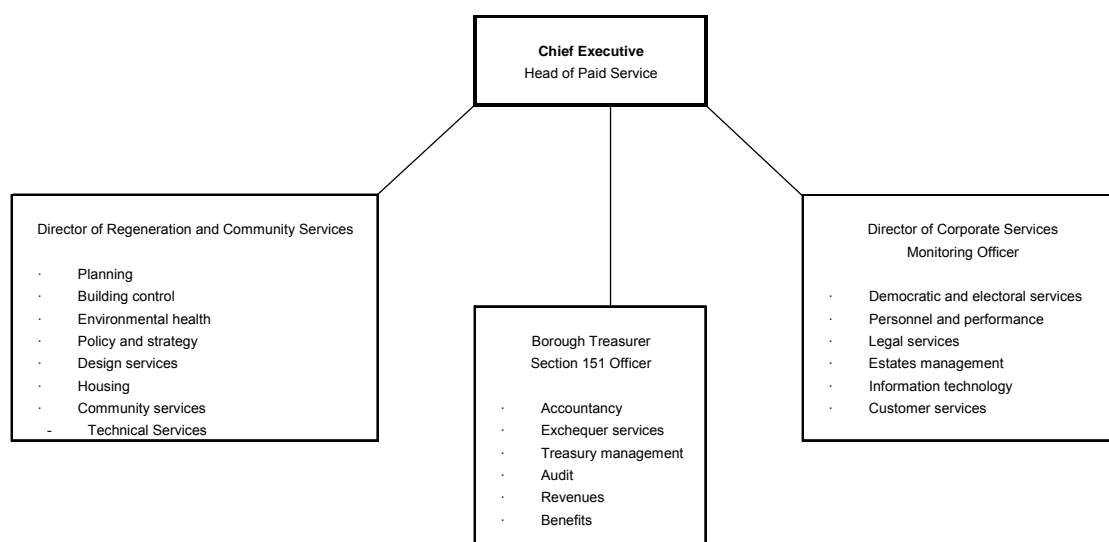 Chief Executive
Head of Paid Service
Director of Regeneration and Community Services
· Planning
· Building control
· Environmental health
· Policy and strategy
· Design services
· Housing
· Community services
- Technical Services
Borough Treasurer
Section 151 Officer
· Accountancy
· Exchequer services
· Treasury management
· Audit
· Revenues
· Benefits
Director of Corporate Services
Monitoring Officer
· Democratic and electoral services
· Personnel and performance
· Legal services
· Estates management
· Information technology
· Customer services